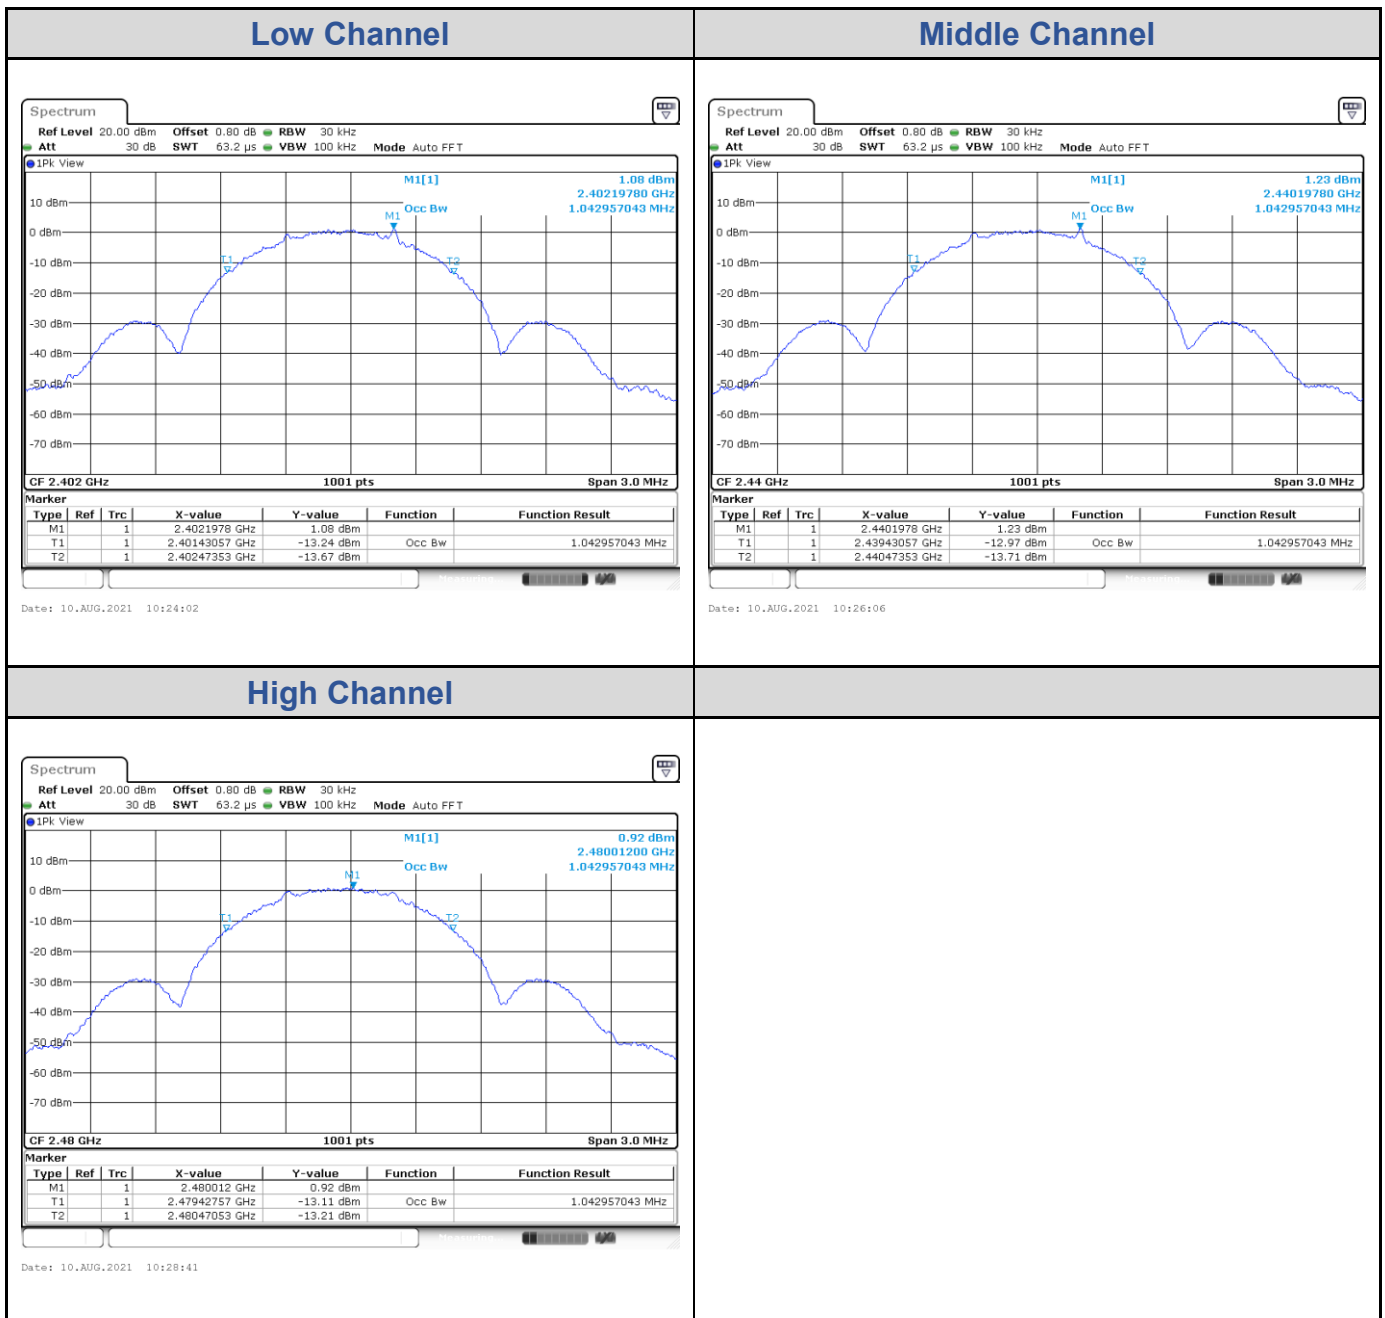 Low Channel
Middle Channel
Spectrum
Ref Level 20.00 dBm Offset 0.80 dB RBW 30 kHz
Att 30 dB SWT 63.2 µs VBW 100 kHz Mode Auto FFT
1Pk View
M1[1] 1.08 dBm
2.40219780 GHz
Occ Bw 1.042957043 MHz
10 dBm
M1
0 dBm
T1
T2
-10 dBm
-20 dBm
-30 dBm
-40 dBm
-50 dBm
-60 dBm
-70 dBm
CF 2.402 GHz 1001 pts Span 3.0 MHz
Marker
Type Ref Trc X-value Y-value Function Function Result
M1 1 2.4021978 GHz 1.08 dBm
T1 1 2.40143057 GHz -13.24 dBm Occ Bw 1.042957043 MHz
T2 1 2.40247353 GHz -13.67 dBm
Measuring...
Date: 10.AUG.2021 10:24:02
Spectrum
Ref Level 20.00 dBm Offset 0.80 dB RBW 30 kHz
Att 30 dB SWT 63.2 µs VBW 100 kHz Mode Auto FFT
1Pk View
M1[1] 1.23 dBm
2.44019780 GHz
Occ Bw 1.042957043 MHz
10 dBm
M1
0 dBm
T1
T2
-10 dBm
-20 dBm
-30 dBm
-40 dBm
-50 dBm
-60 dBm
-70 dBm
CF 2.44 GHz 1001 pts Span 3.0 MHz
Marker
Type Ref Trc X-value Y-value Function Function Result
M1 1 2.4401978 GHz 1.23 dBm
T1 1 2.43943057 GHz -12.97 dBm Occ Bw 1.042957043 MHz
T2 1 2.44047353 GHz -13.71 dBm
Measuring...
Date: 10.AUG.2021 10:26:06
High Channel
Spectrum
Ref Level 20.00 dBm Offset 0.80 dB RBW 30 kHz
Att 30 dB SWT 63.2 µs VBW 100 kHz Mode Auto FFT
1Pk View
M1[1] 0.92 dBm
2.48001200 GHz
Occ Bw 1.042957043 MHz
10 dBm
M1
0 dBm
T1
T2
-10 dBm
-20 dBm
-30 dBm
-40 dBm
-50 dBm
-60 dBm
-70 dBm
CF 2.48 GHz 1001 pts Span 3.0 MHz
Marker
Type Ref Trc X-value Y-value Function Function Result
M1 1 2.480012 GHz 0.92 dBm
T1 1 2.47942757 GHz -13.11 dBm Occ Bw 1.042957043 MHz
T2 1 2.48047053 GHz -13.21 dBm
Measuring...
Date: 10.AUG.2021 10:28:41